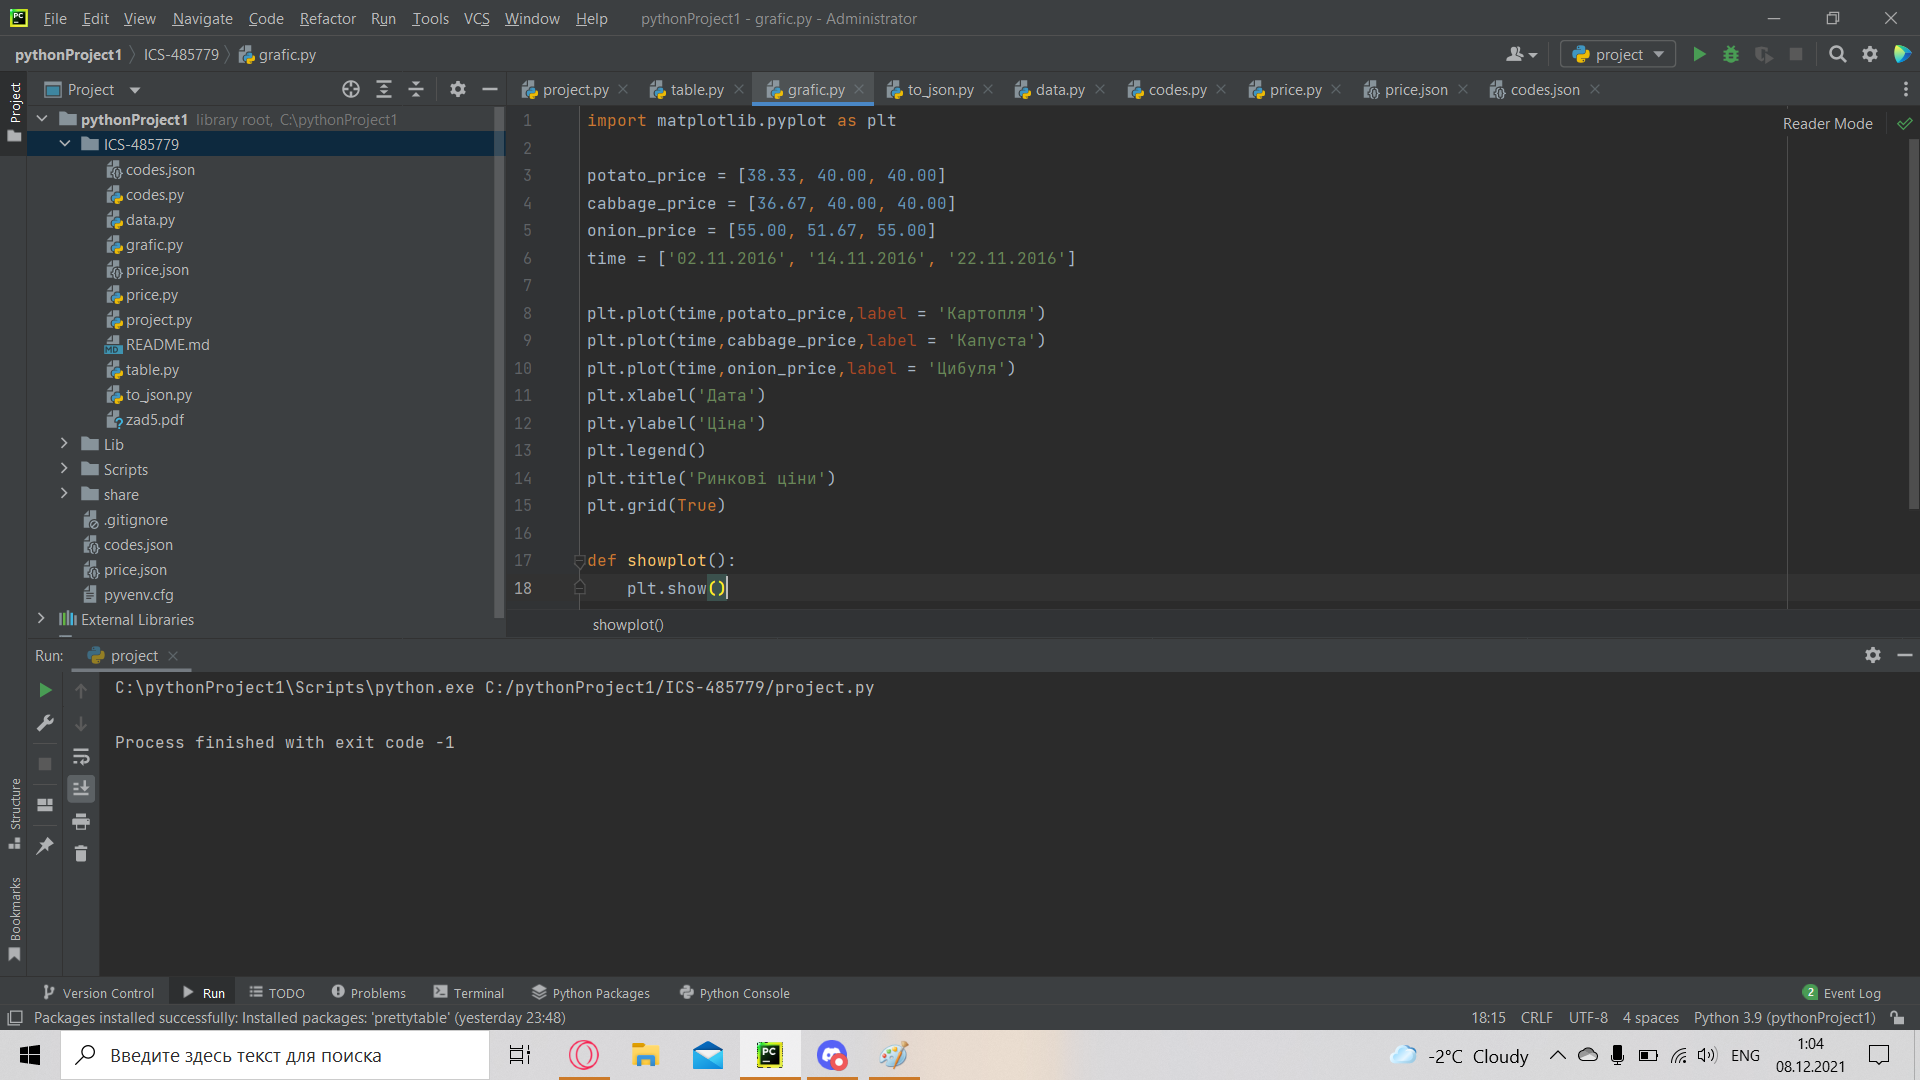 File Edit View Navigate Code Refactor Run Tools VCS Window Help pythonProject1 - grafic.py - Administrator
pythonProject1 ICS-485779 grafic.py project
Project
Project project.py table.py grafic.py to_json.py data.py codes.py price.py price.json codes.json
pythonProject1 library root, C:\pythonProject1
ICS-485779
codes.json
codes.py
data.py
grafic.py
price.json
price.py
project.py
README.md
table.py
to_json.py
zad5.pdf
Lib
Scripts
share
.gitignore
codes.json
price.json
pyvenv.cfg
External Libraries
Reader Mode
1 import matplotlib.pyplot as plt
2
3 potato_price = [38.33, 40.00, 40.00]
4 cabbage_price = [36.67, 40.00, 40.00]
5 onion_price = [55.00, 51.67, 55.00]
6 time = ['02.11.2016', '14.11.2016', '22.11.2016']
7
8 plt.plot(time,potato_price,label = 'Картопля')
9 plt.plot(time,cabbage_price,label = 'Капуста')
10 plt.plot(time,onion_price,label = 'Цибуля')
11 plt.xlabel('Дата')
12 plt.ylabel('Ціна')
13 plt.legend()
14 plt.title('Ринкові ціни')
15 plt.grid(True)
16
17 def showplot():
18 plt.show()
showplot()
Run: project
C:\pythonProject1\Scripts\python.exe C:/pythonProject1/ICS-485779/project.py
Process finished with exit code -1
Structure
Bookmarks
Version Control Run TODO Problems Terminal Python Packages Python Console 2 Event Log
Packages installed successfully: Installed packages: 'prettytable' (yesterday 23:48) 18:15 CRLF UTF-8 4 spaces Python 3.9 (pythonProject1)
Введите здесь текст для поиска -2°C Cloudy ENG 1:04
08.12.2021